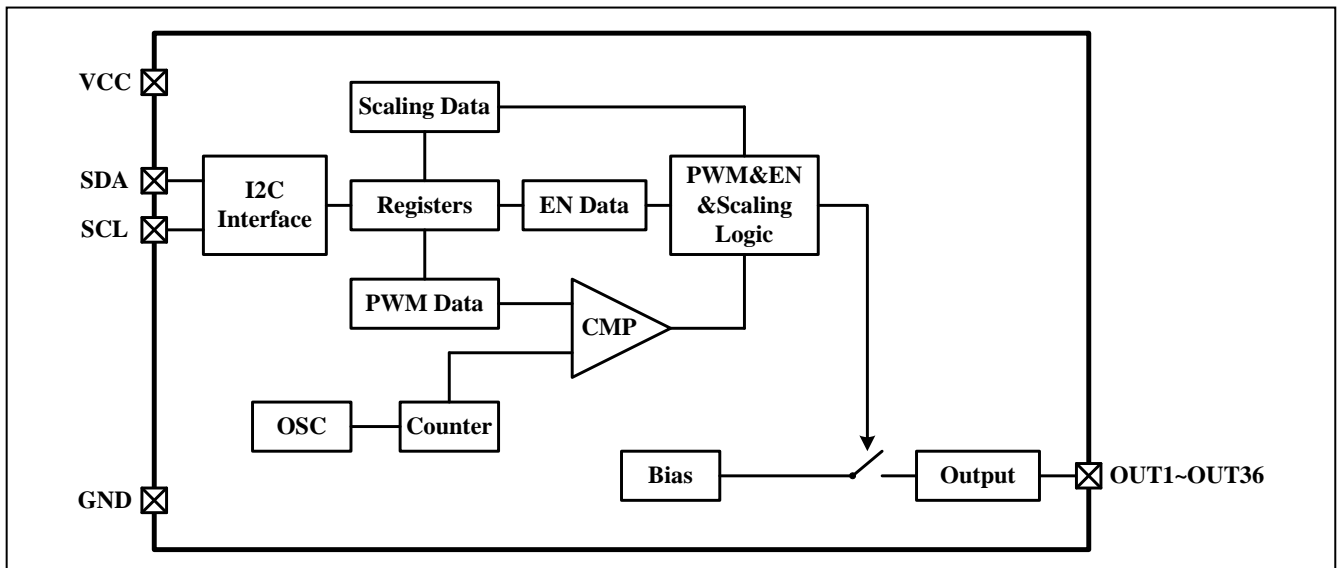 VCC
Scaling Data
SDA
I2C
Interface
SCL
Registers
EN Data
PWM&EN
&Scaling
Logic
PWM Data
CMP
OSC
Counter
GND
Bias
Output
OUT1~OUT36